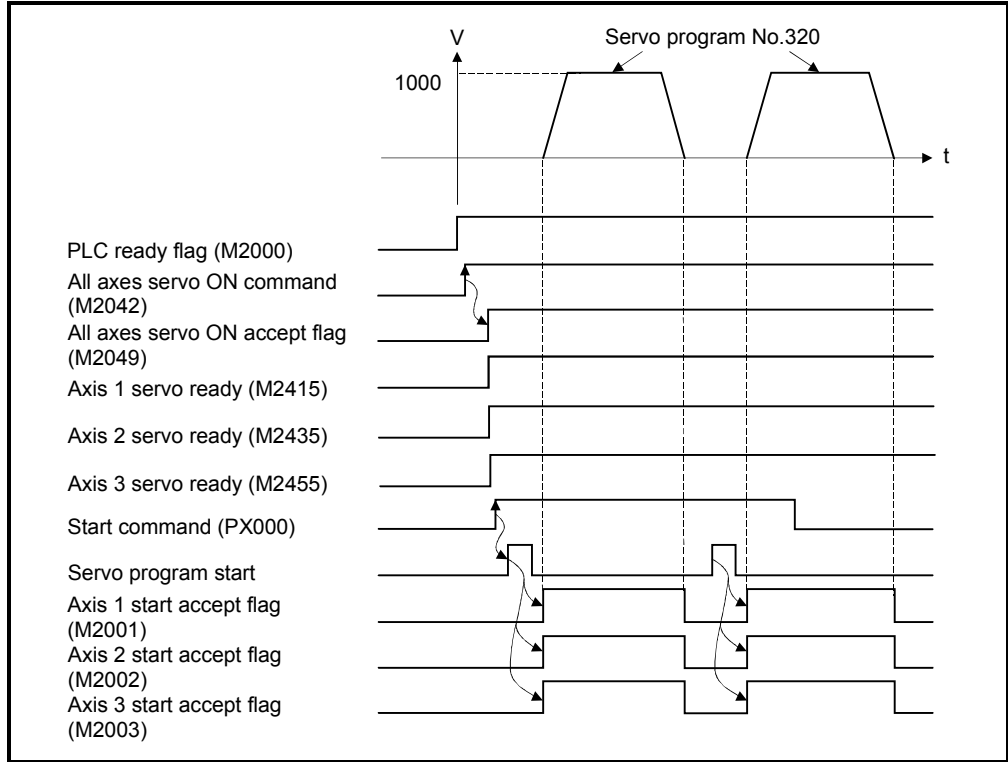 V
Servo program No.320
1000
t
PLC ready flag (M2000)
All axes servo ON command
(M2042)
All axes servo ON accept flag
(M2049)
Axis 1 servo ready (M2415)
Axis 2 servo ready (M2435)
Axis 3 servo ready (M2455)
Start command (PX000)
Servo program start
Axis 1 start accept flag
(M2001)
Axis 2 start accept flag
(M2002)
Axis 3 start accept flag
(M2003)